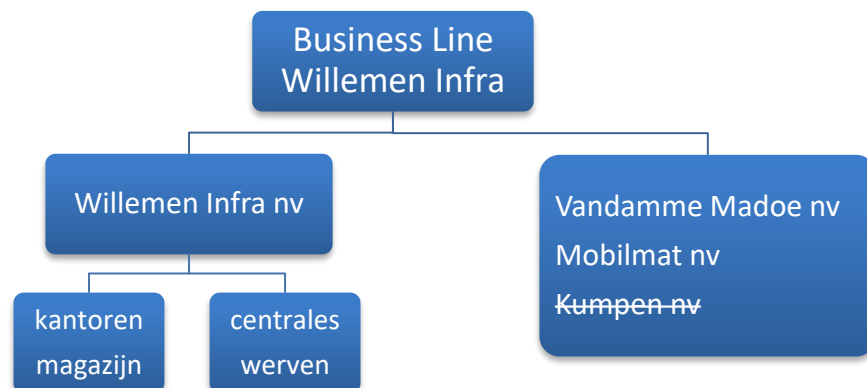 Business Line
Willemen Infra
Willemen Infra nv
Vandamme Madoe nv
Mobilmat nv
Kumpen nv
kantoren
magazijn
centrales
werven